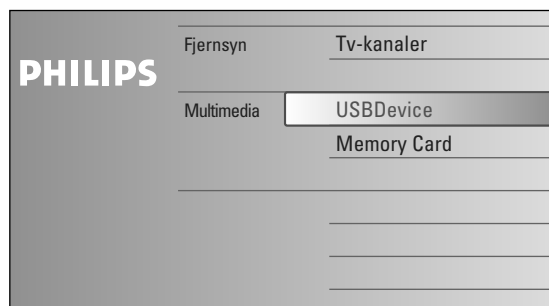 PHILIPS
Fjernsyn Tv-kanaler
Multimedia USBDevice
Memory Card